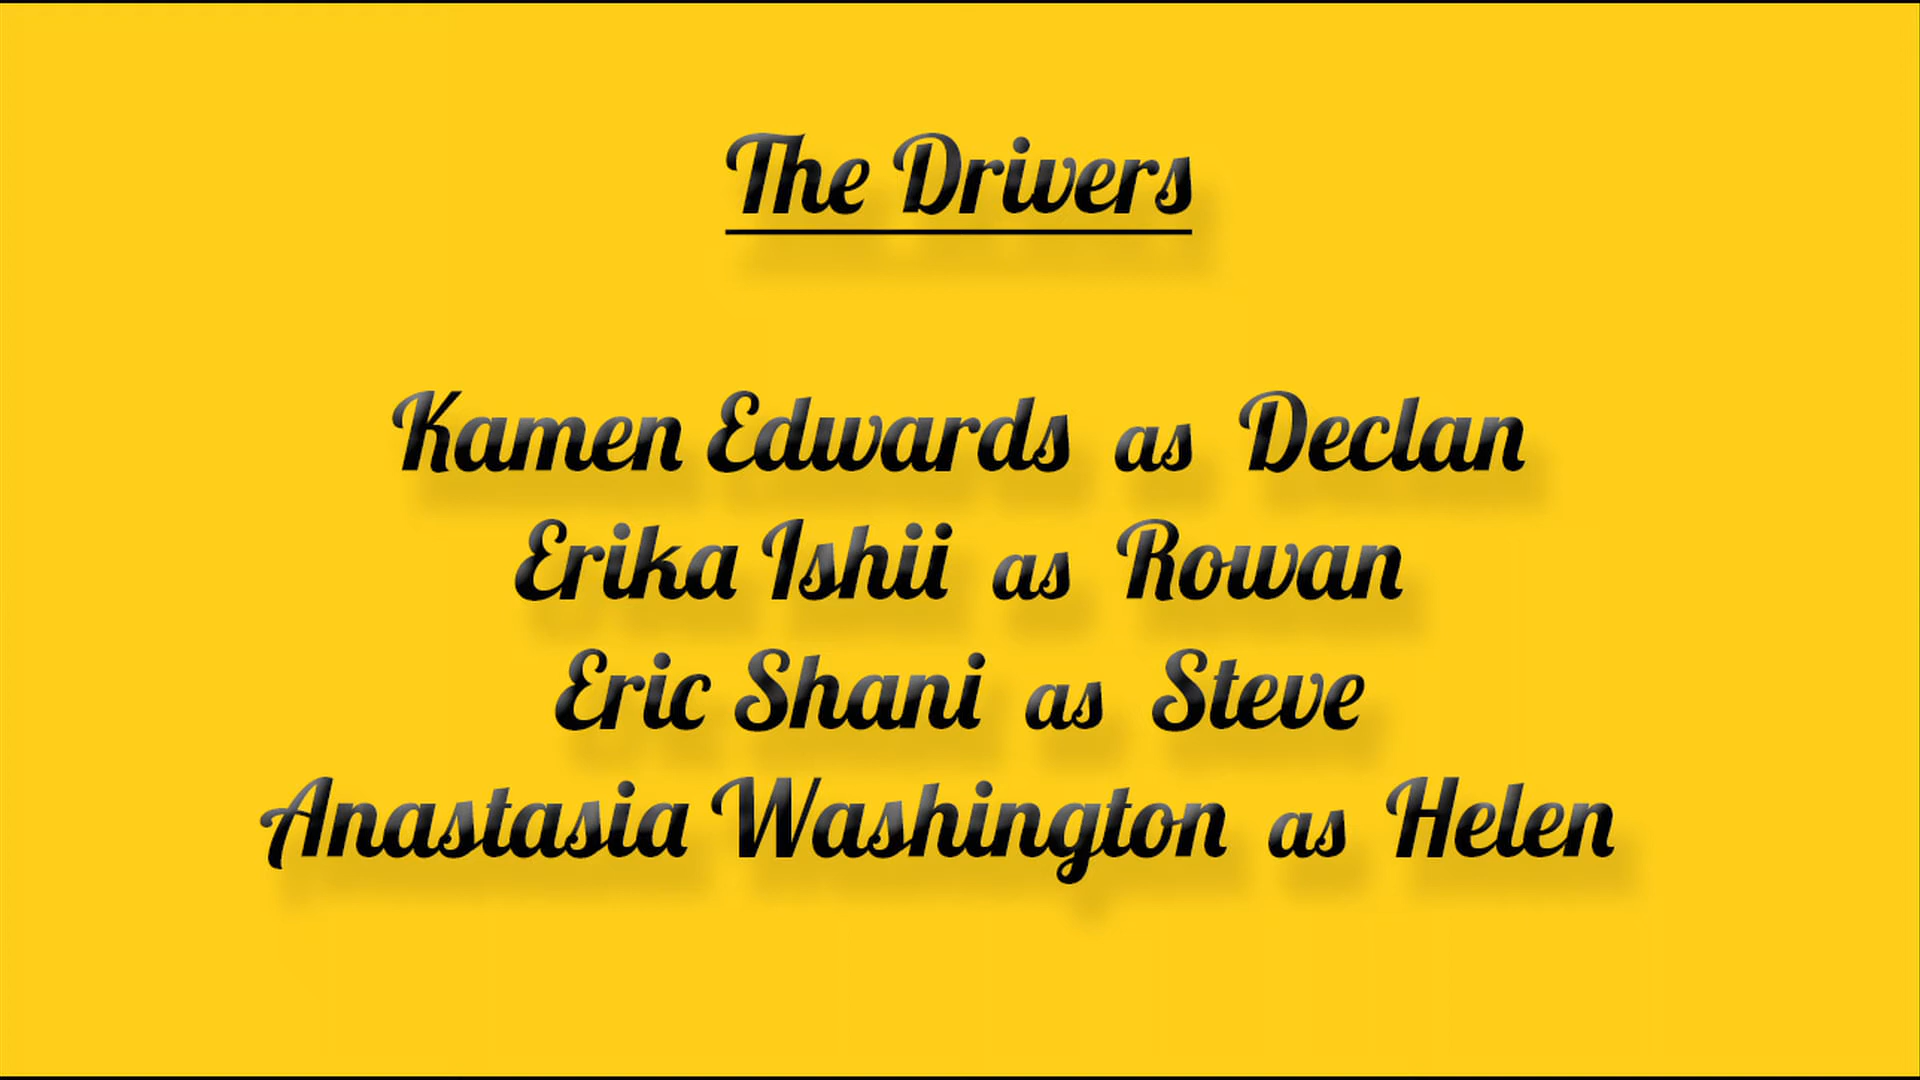 The Drivers
Kamen Edwards as Declan
Erika Ishii as Rowan
Eric Shani as Steve
Anastasia Washington as Helen